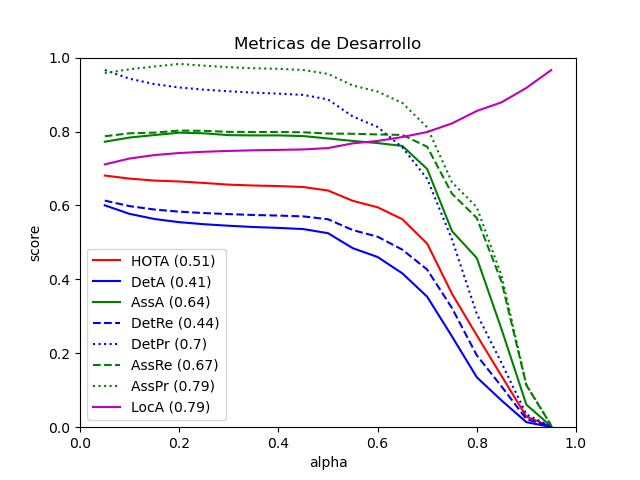 Metricas de Desarrollo
score
1.0
0.8
0.6
0.4
0.2
0.0
HOTA (0.51)
DetA (0.41)
AssA (0.64)
DetRe (0.44)
DetPr (0.7)
AssRe (0.67)
AssPr (0.79)
LocA (0.79)
0.0 0.2 0.4 0.6 0.8 1.0
alpha